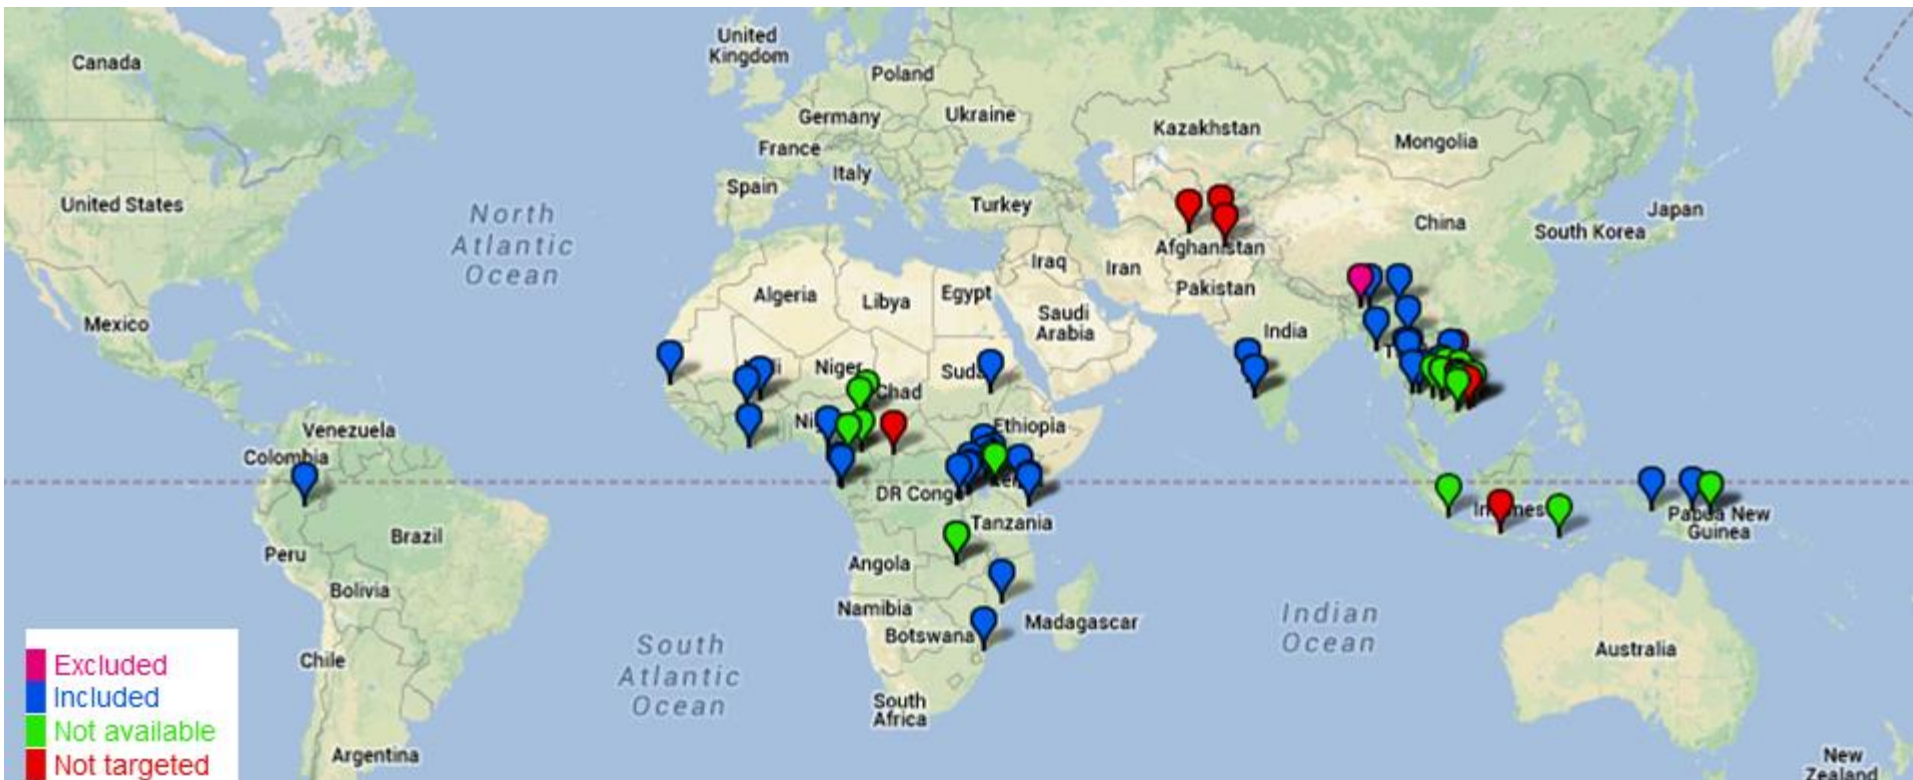 Canada
United
Kingdom
Poland
Germany
Ukraine
Kazakhstan
Mongolia
France
Italy
Spain
Turkey
United States
North
Atlantic
Ocean
China
Japan
South Korea
Afghanistan
Iraq
Iran
Pakistan
Algeria
Libya
Egypt
Saudi
Arabia
India
Mexico
Niger
Chad
Venezuela
Colombia
Ethiopia
DR
Tanzania
Papua New
Guinea
Brazil
Peru
Angola
Bolivia
Namibia
Botswana
Madagascar
Indian
Ocean
South
Atlantic
Ocean
Australia
Chile
South
Africa
Argentina
New
Zealand
Excluded
Included
Not available
Not targeted